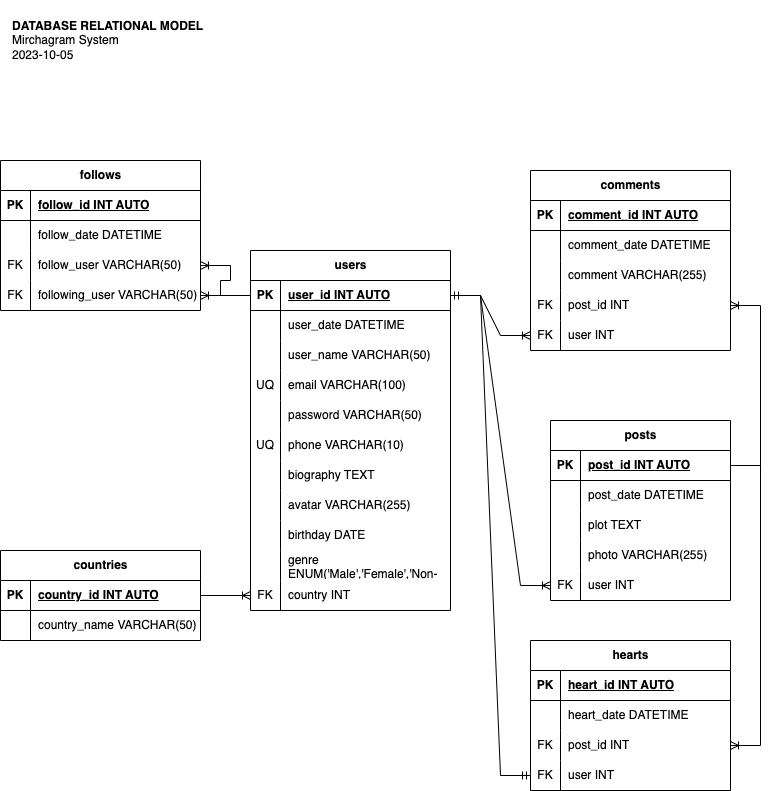 DATABASE RELATIONAL MODEL
Mirchagram System
2023-10-05
follows
PK follow_id INT AUTO
follow_date DATETIME
FK follow_user VARCHAR(50)
FK following_user VARCHAR(50)
users
PK user_id INT AUTO
user_date DATETIME
user_name VARCHAR(50)
UQ email VARCHAR(100)
password VARCHAR(50)
UQ phone VARCHAR(10)
biography TEXT
avatar VARCHAR(255)
birthday DATE
genre
ENUM('Male','Female','Non-
FK country INT
countries
PK country_id INT AUTO
country_name VARCHAR(50)
comments
PK comment_id INT AUTO
comment_date DATETIME
comment VARCHAR(255)
FK post_id INT
FK user INT
posts
PK post_id INT AUTO
post_date DATETIME
plot TEXT
photo VARCHAR(255)
FK user INT
hearts
PK heart_id INT AUTO
heart_date DATETIME
FK post_id INT
FK user INT